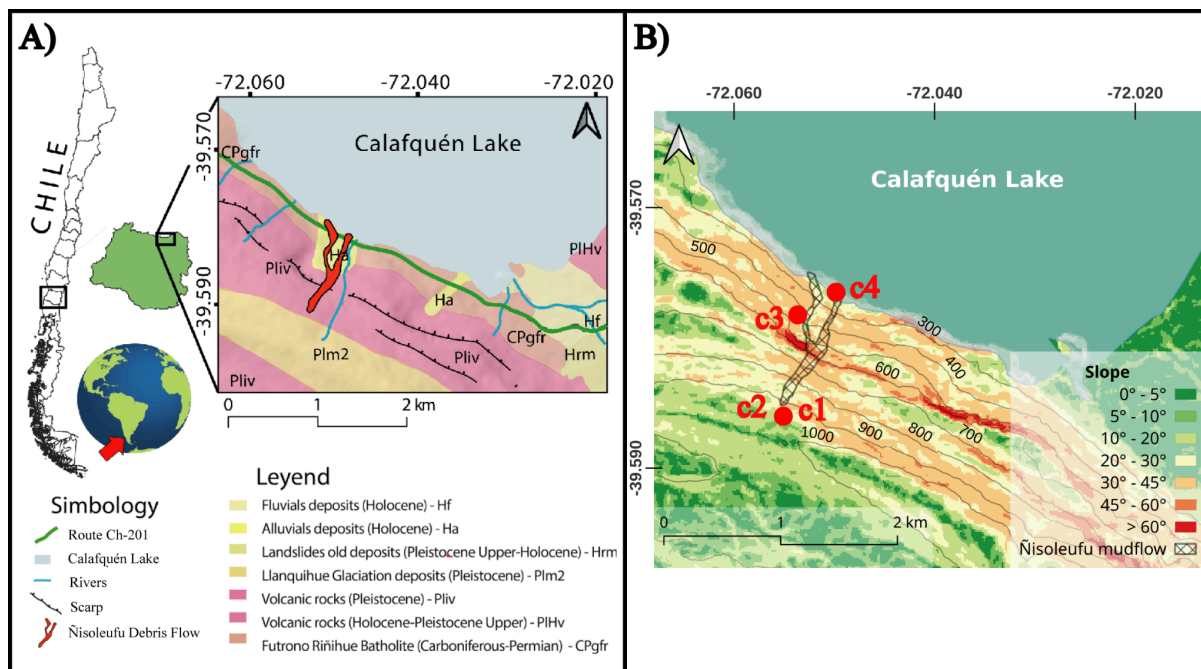 A)
CHILE
-72.060
-72.040
-72.020
-39.570
-39.590
Calafquén Lake
CPgfr
Ha
PlHv
Pliv
Ha
Hf
CPgfr
Plm2
Pliv
Hrm
Pliv
0 1 2 km
Simbology
Route Ch-201
Calafquén Lake
Rivers
Scarp
Ñisoleufu Debris Flow
Leyend
Fluvials deposits (Holocene) - Hf
Alluvials deposits (Holocene) - Ha
Landslides old deposits (Pleistocene Upper-Holocene) - Hrm
Llanquihue Glaciation deposits (Pleistocene) - Plm2
Volcanic rocks (Pleistocene) - Pliv
Volcanic rocks (Holocene-Pleistocene Upper) - PlHv
Futrono Riñihue Batholite (Carboniferous-Permian) - CPgfr
B)
-72.060
-72.040
-72.020
-39.570
-39.590
Calafquén Lake
500
c4
c3
300
400
600
c2
c1
700
800
900
1000
0 1 2 km
Slope
0° - 5°
5° - 10°
10° - 20°
20° - 30°
30° - 45°
45° - 60°
> 60°
Ñisoleufu mudflow